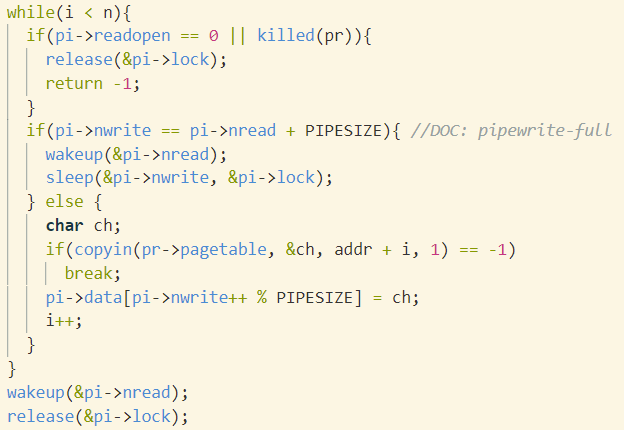 while(i < n){
if(pi->readopen == 0 || killed(pr)){
release(&pi->lock);
return -1;
}
if(pi->nwrite == pi->nread + PIPESIZE){ //DOC: pipewrite-full
wakeup(&pi->nread);
sleep(&pi->nwrite, &pi->lock);
} else {
char ch;
if(copyin(pr->pagetable, &ch, addr + i, 1) == -1)
break;
pi->data[pi->nwrite++ % PIPESIZE] = ch;
i++;
}
}
wakeup(&pi->nread);
release(&pi->lock);